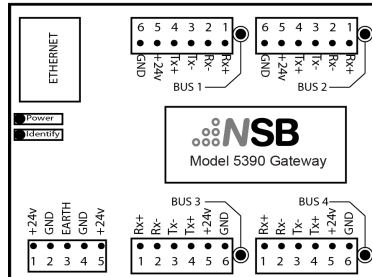 6 5 4 3 2 1
GND +24v Tx+ Tx- Rx- Rx+
BUS 1
6 5 4 3 2 1
GND +24v Tx+ Tx- Rx- Rx+
BUS 2
ETHERNET
Power
Identify
NSB
Model 5390 Gateway
+24v GND EARTH GND +24v
1 2 3 4 5
BUS 3
Rx+ Rx- Tx- Tx+ +24v GND
1 2 3 4 5 6
BUS 4
Rx+ Rx- Tx- Tx+ +24v GND
1 2 3 4 5 6